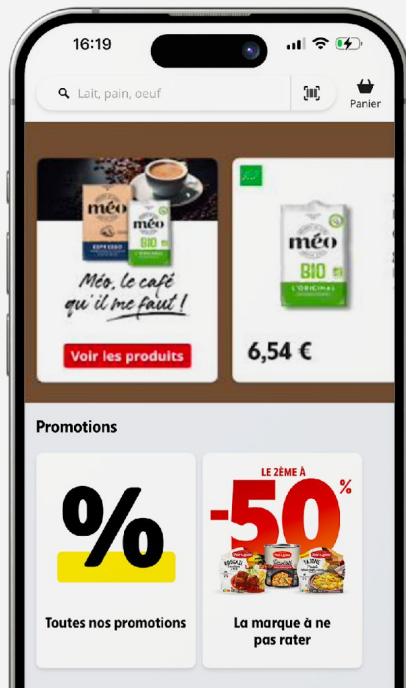 16:19
Lait, pain, oeuf
Panier
méo
ESPRESSO
méo
BIO
Méo, le café
qu'il me faut !
Voir les produits
méo
BIO
L'ORIGINAL
6,54 €
Promotions
%
Toutes nos promotions
LE 2ÈME À
-50%
La marque à ne
pas rater